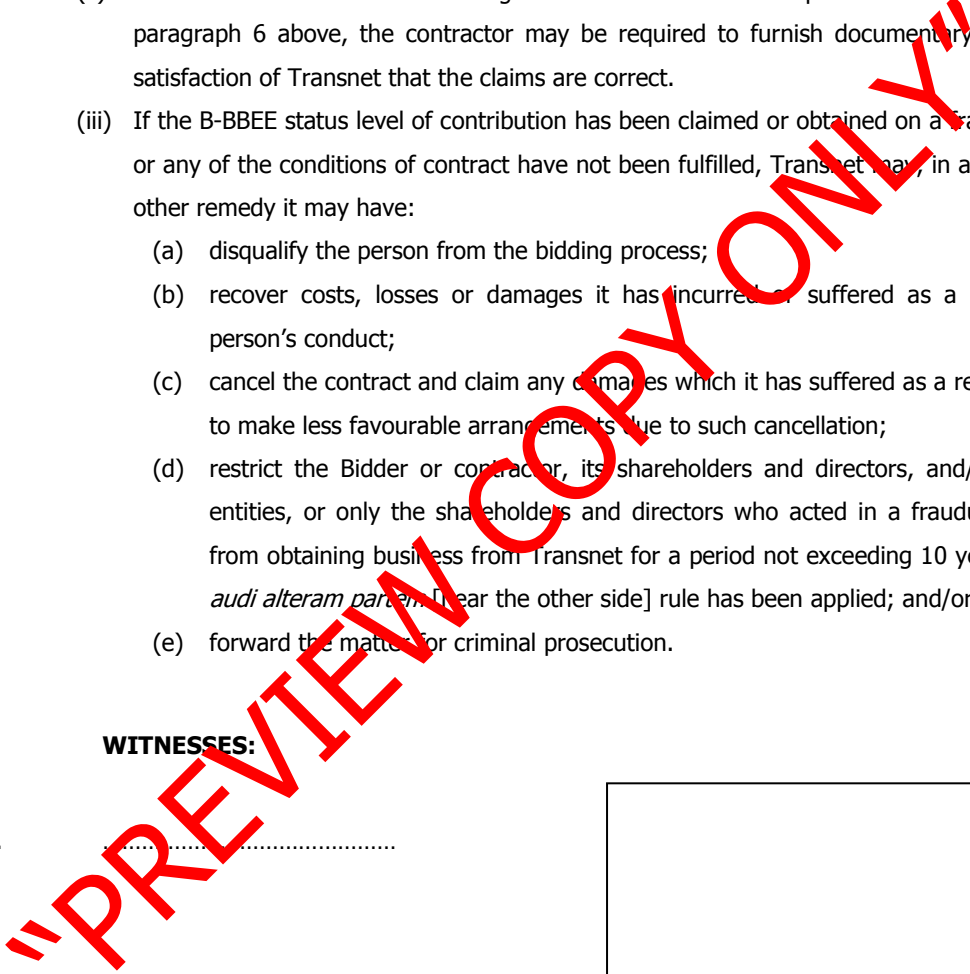 paragraph 6 above, the contractor may be required to furnish documentary
satisfaction of Transnet that the claims are correct.
(iii) If the B-BBEE status level of contribution has been claimed or obtained on a
or any of the conditions of contract have not been fulfilled, Transnet may, in
other remedy it may have:
(a) disqualify the person from the bidding process;
(b) recover costs, losses or damages it has incurred or suffered as a
person's conduct;
(c) cancel the contract and claim any damages which it has suffered as a
to make less favourable arrangements due to such cancellation;
(d) restrict the Bidder or contractor, its shareholders and directors,
entities, or only the shareholders and directors who acted in a
from obtaining business from Transnet for a period not exceeding 10
audi alteram partem [hear the other side] rule has been applied; and/or
(e) forward the matter for criminal prosecution.
WITNESSES:
"PREVIEW COPY ONLY"